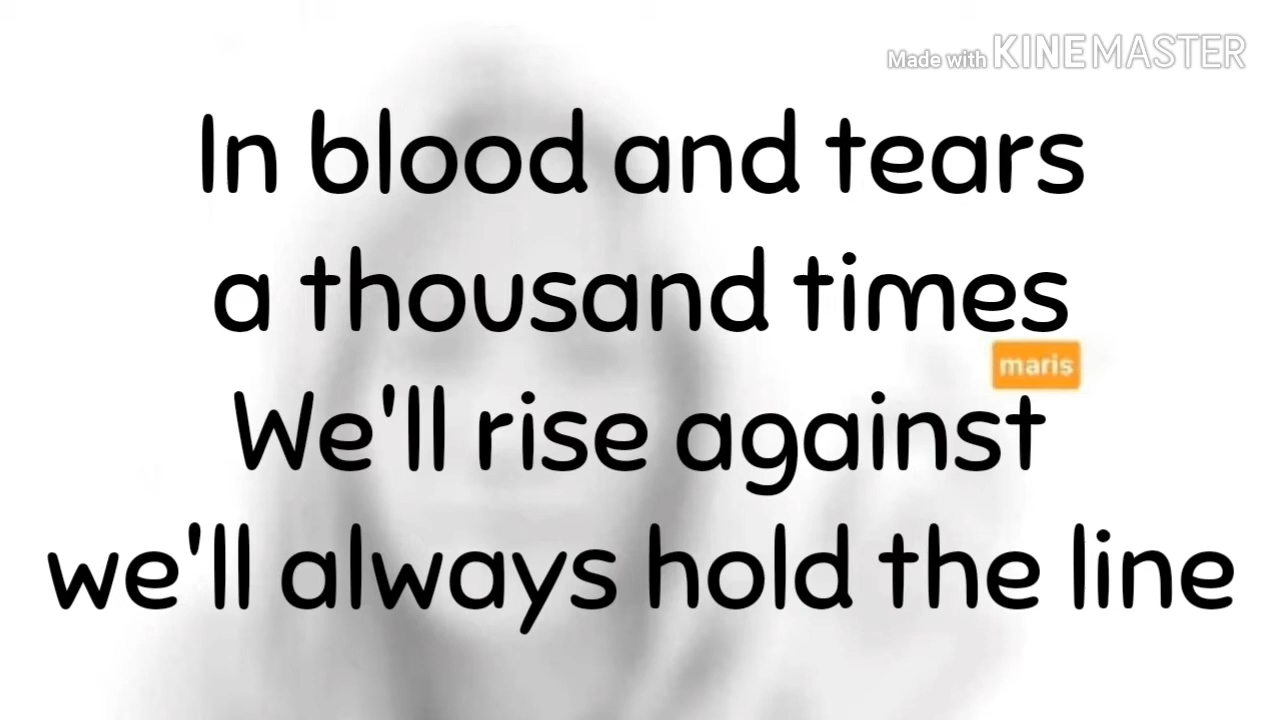 Made with KINEMASTER
In blood and tears
a thousand times
maris
We'll rise against
we'll always hold the line